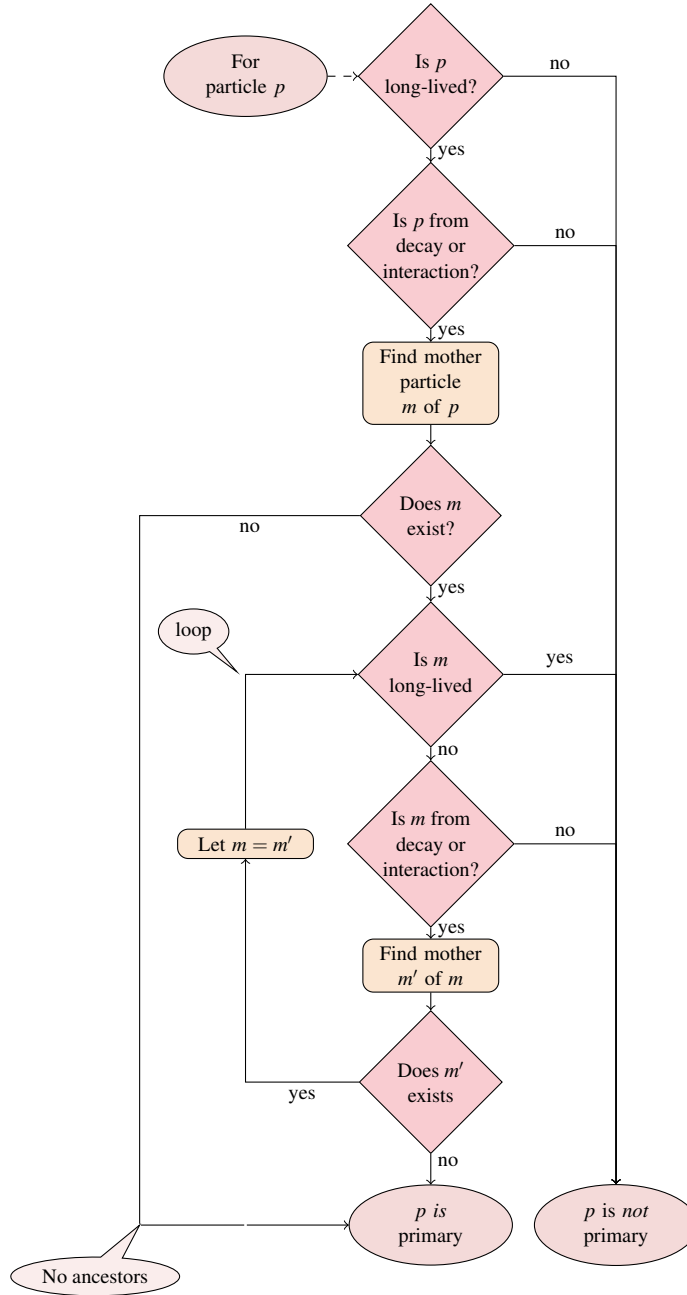 For
particle p
Is p
long-lived?
no
yes
Is p from
decay or
interaction?
no
yes
Find mother
particle
m of p
Does m
exist?
no
yes
loop
Is m
long-lived
yes
no
Let m = m′
Is m from
decay or
interaction?
no
yes
Find mother
m′ of m
Does m′
exists
yes
no
p is
primary
p is not
primary
No ancestors